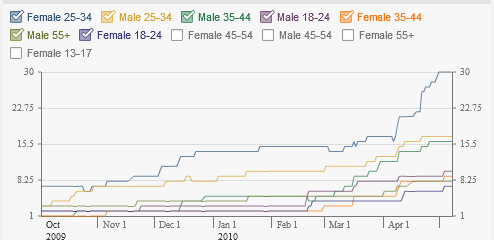 Female 25-34 Male 25-34 Male 35-44 Male 18-24 Female 35-44
Male 55+ Female 18-24 Female 45-54 Male 45-54 Female 55+
Female 13-17
30 30
22.75 22.75
15.5 15.5
8.25 8.25
1 1
Oct Nov 1 Dec 1 Jan 1 Feb 1 Mar 1 Apr 1
2009 2010